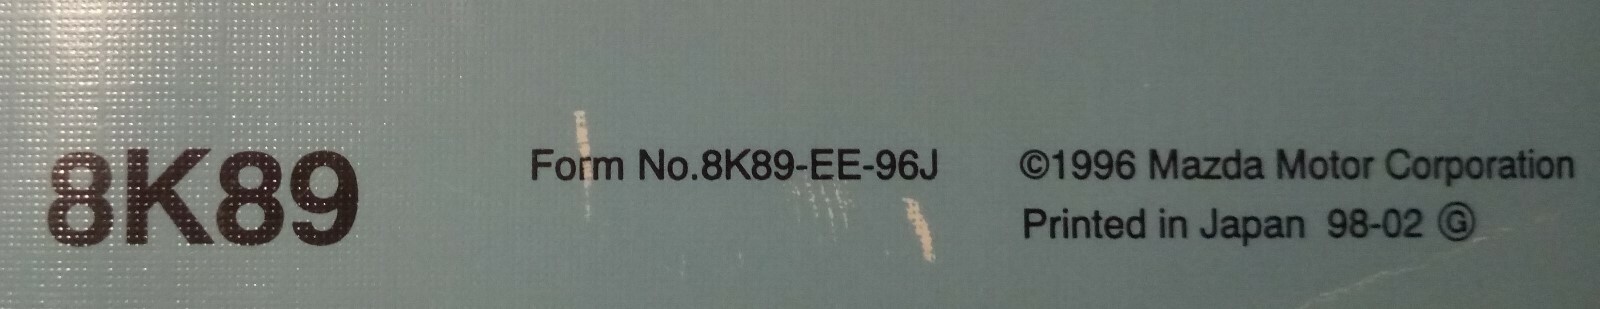 8K89
Form No.8K89-EE-96J
©1996 Mazda Motor Corporation
Printed in Japan 98-02 Ⓖ